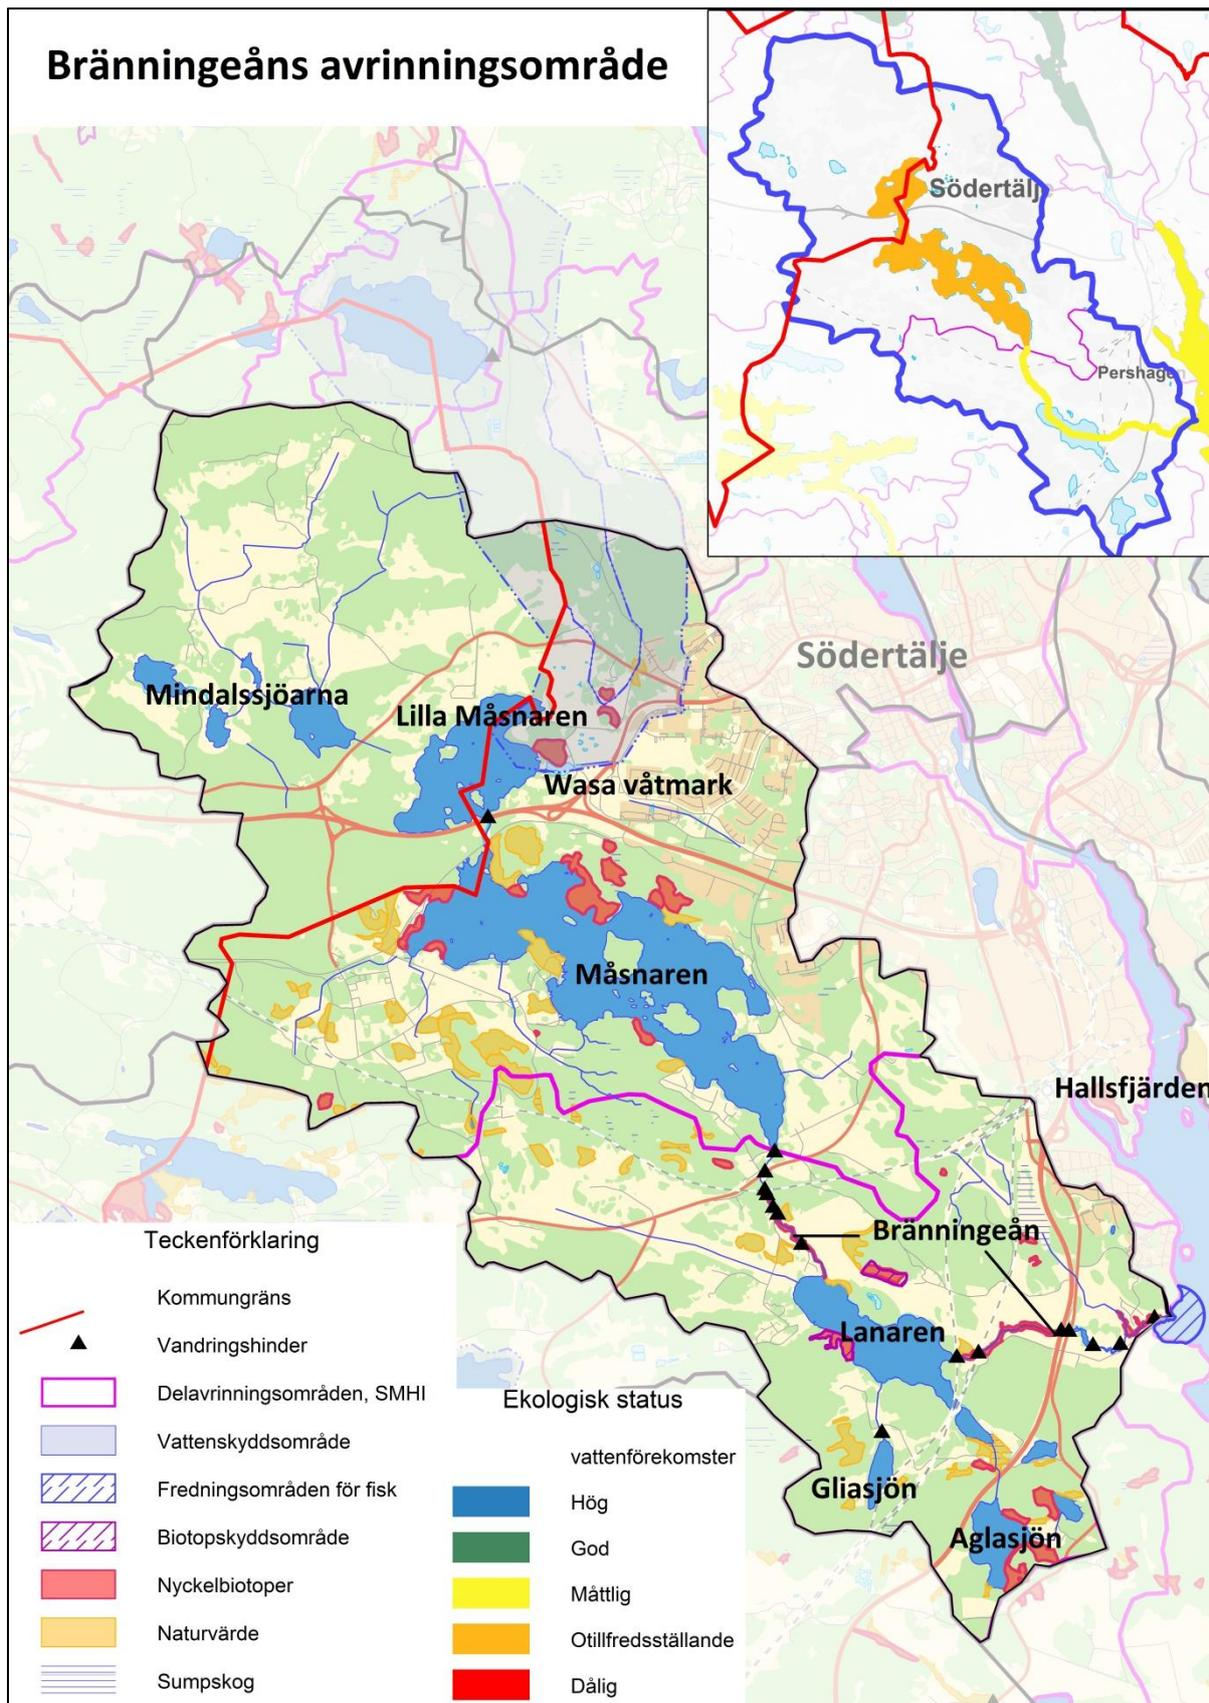 Bränningeåns avrinningsområde
Södertälj
Pershagen
Södertälje
Mindalssjöarna
Lilla Måsnaren
Wasa våtmark
Måsnaren
Hallsfjärden
Bränningeån
Lanaren
Gliasjön
Aglasjön
Teckenförklaring
Kommungräns
Vandringshinder
Delavrinningsområden, SMHI
Vattenskyddsområde
Fredningsområden för fisk
Biotopskyddsområde
Nyckelbiotoper
Naturvärde
Sumpskog
Ekologisk status
vattenförekomster
Hög
God
Måttlig
Otillfredsställande
Dålig